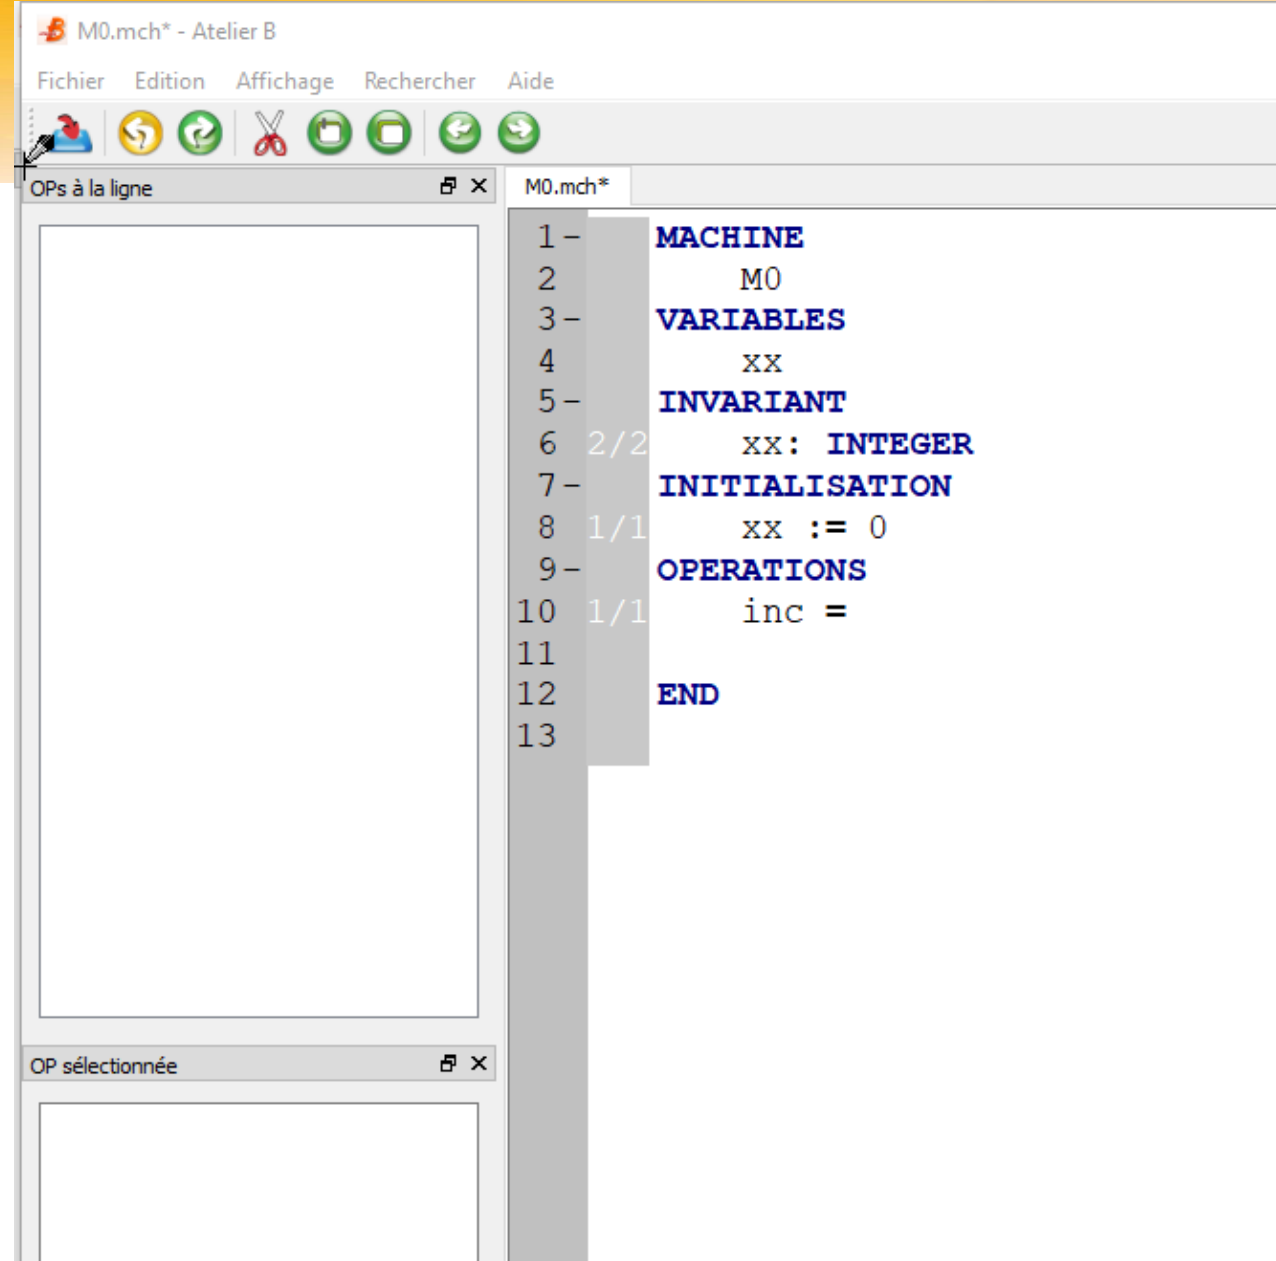 M0.mch* - Atelier B
Fichier Edition Affichage Rechercher Aide
OPs à la ligne
M0.mch*
1 MACHINE
2 M0
3 VARIABLES
4 xx
5 INVARIANT
6 2/2 xx: INTEGER
7 INITIALISATION
8 1/1 xx := 0
9 OPERATIONS
10 1/1 inc =
11
12 END
13
OP sélectionnée